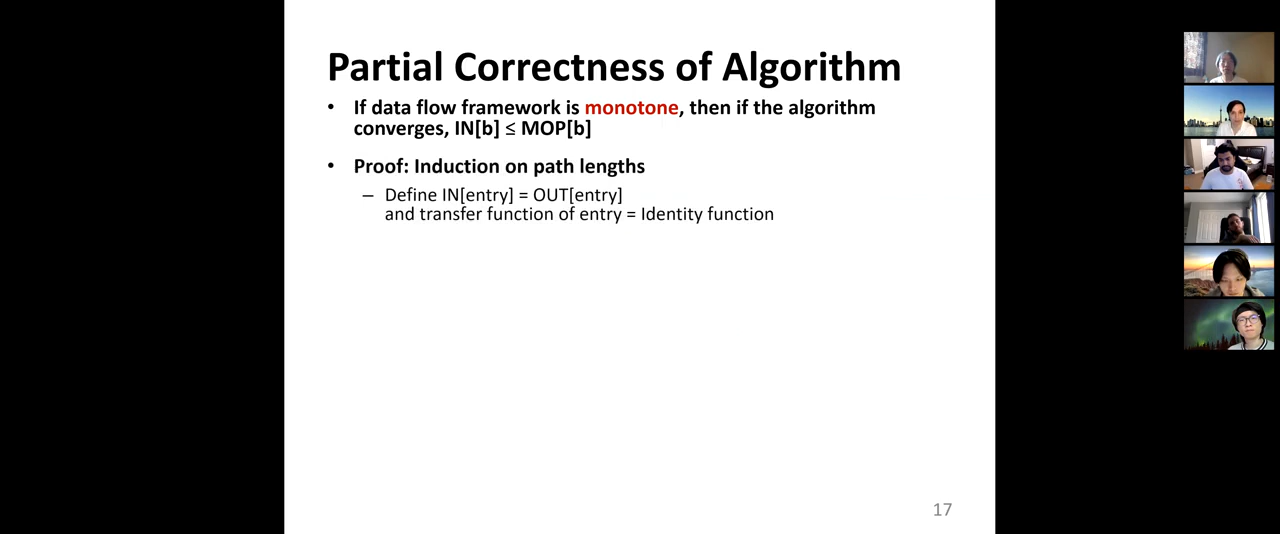 Partial Correctness of Algorithm
• If data flow framework is monotone, then if the algorithm
converges, IN[b] ≤ MOP[b]
• Proof: Induction on path lengths
– Define IN[entry] = OUT[entry]
and transfer function of entry = Identity function
17